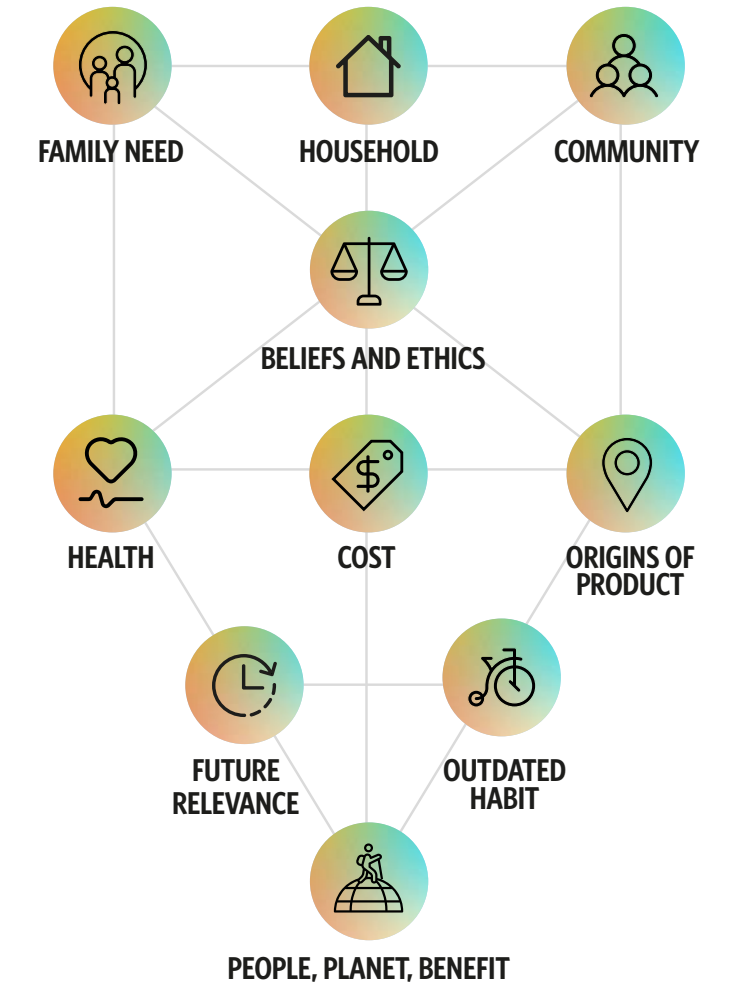 FAMILY NEED
HOUSEHOLD
COMMUNITY
BELIEFS AND ETHICS
HEALTH
$
COST
ORIGINS OF
PRODUCT
FUTURE
RELEVANCE
OUTDATED
HABIT
PEOPLE, PLANET, BENEFIT